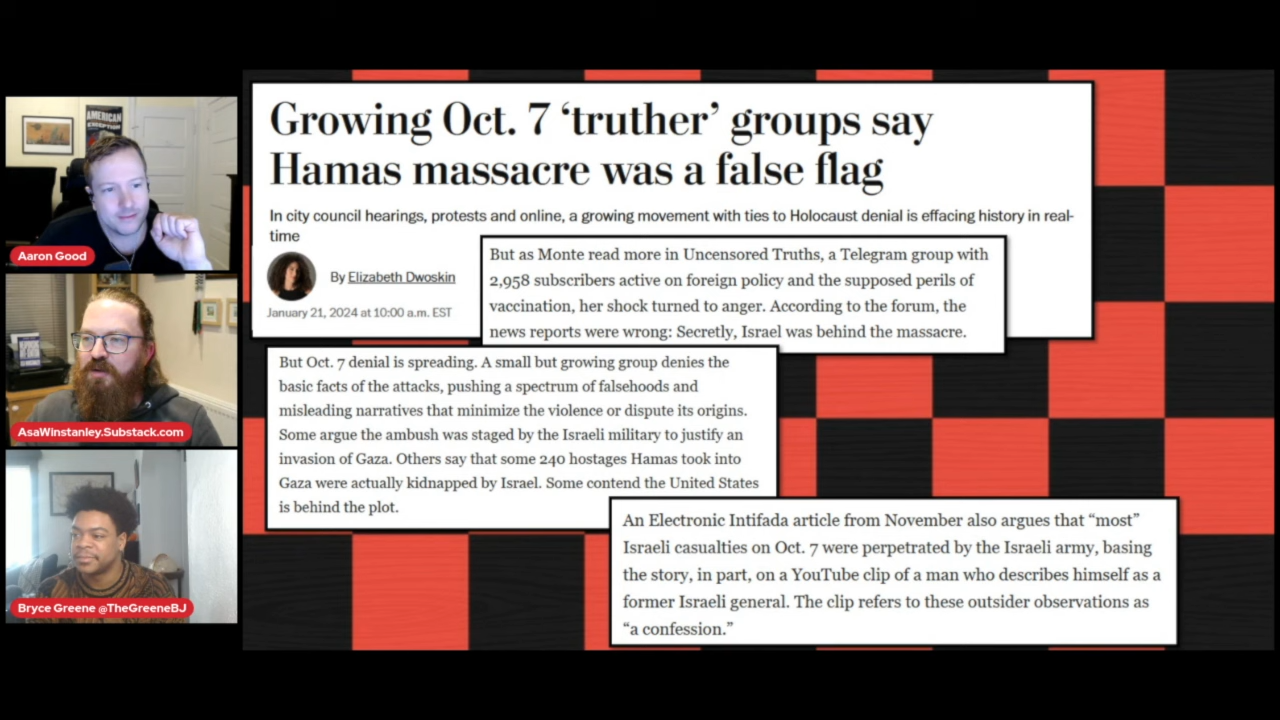 AMERICAN
EXCEPTION
Aaron Good
AsaWinstanley.Substack.com
Bryce Greene @TheGreeneBJ
Growing Oct. 7 ‘truther’ groups say
Hamas massacre was a false flag
In city council hearings, protests and online, a growing movement with ties to Holocaust denial is effacing history in real-
time
By Elizabeth Dwoskin
January 21, 2024 at 10:00 a.m. EST
But as Monte read more in Uncensored Truths, a Telegram group with
2,958 subscribers active on foreign policy and the supposed perils of
vaccination, her shock turned to anger. According to the forum, the
news reports were wrong: Secretly, Israel was behind the massacre.
But Oct. 7 denial is spreading. A small but growing group denies the
basic facts of the attacks, pushing a spectrum of falsehoods and
misleading narratives that minimize the violence or dispute its origins.
Some argue the ambush was staged by the Israeli military to justify an
invasion of Gaza. Others say that some 240 hostages Hamas took into
Gaza were actually kidnapped by Israel. Some contend the United States
is behind the plot.
An Electronic Intifada article from November also argues that “most”
Israeli casualties on Oct. 7 were perpetrated by the Israeli army, basing
the story, in part, on a YouTube clip of a man who describes himself as a
former Israeli general. The clip refers to these outsider observations as
“a confession.”